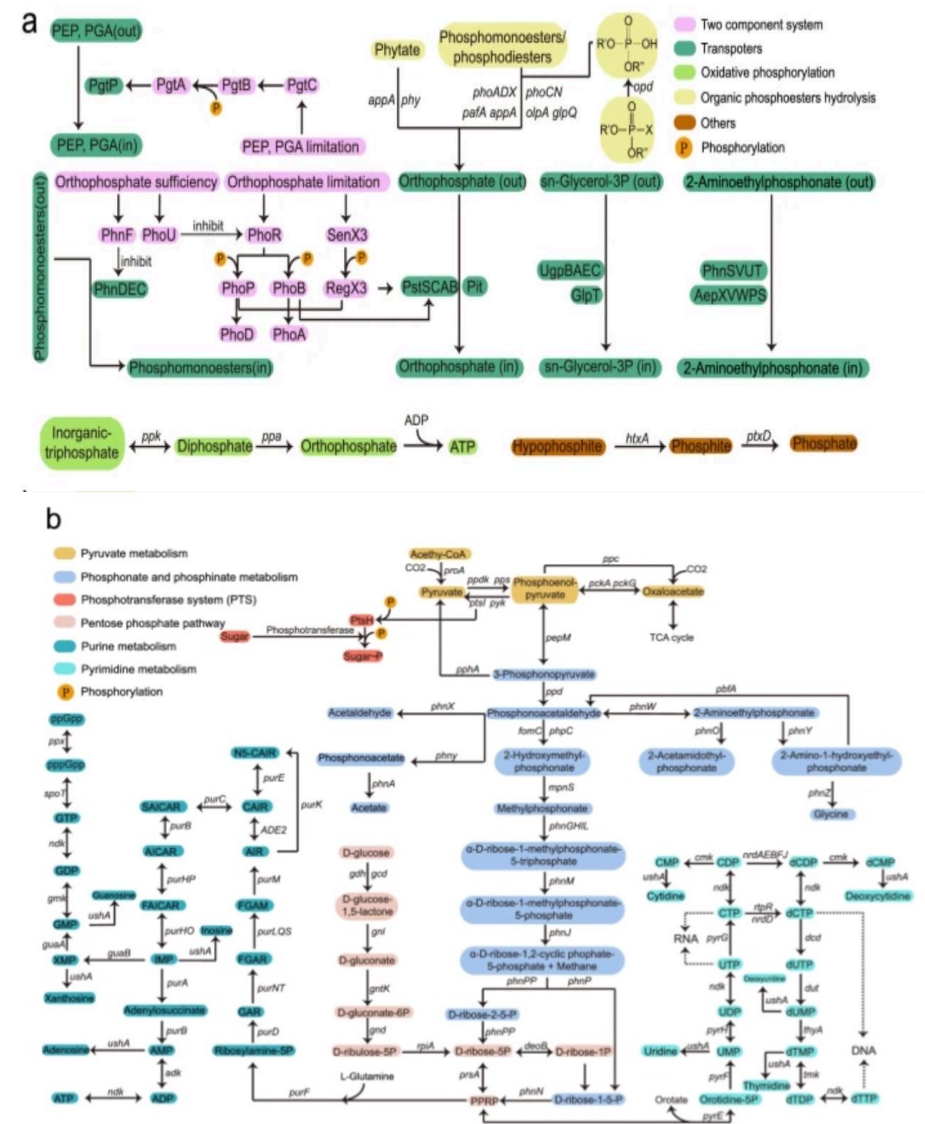 a
PEP, PGA(out)
PgtP
PgtA
PgtB
PgtC
P
PEP, PGA(in)
PEP, PGA limitation
Phytate
Phosphomonoesters/
phosphodiesters
appA
phy
phoADX
phoCN
pafA appA
olpA glpQ
O
R'O–P–OH
OR"
opd
O
R'O–P–X
OR"
Two component system
Transpoters
Oxidative phosphorylation
Organic phosphoesters hydrolysis
Others
P
Phosphorylation
Phosphomonoesters(out)
Orthophosphate sufficiency
Orthophosphate limitation
Orthophosphate (out)
sn-Glycerol-3P (out)
2-Aminoethylphosphonate (out)
PhnF
PhoU
inhibit
PhoR
SenX3
inhibit
P
P
P
PhnDEC
PhoP
PhoB
RegX3
PstSCAB
Pit
UgpBAEC
GlpT
PhnSVUT
AepXVWPS
PhoD
PhoA
Phosphomonoesters(in)
Orthophosphate (in)
sn-Glycerol-3P (in)
2-Aminoethylphosphonate (in)
Inorganic-
triphosphate
ppk
Diphosphate
ppa
Orthophosphate
ADP
ATP
Hypophosphite
htxA
Phosphite
ptxD
Phosphate
b
Pyruvate metabolism
Phosphonate and phosphinate metabolism
Phosphotransferase system (PTS)
Pentose phosphate pathway
Purine metabolism
Pyrimidine metabolism
P
Phosphorylation
Acethy-CoA
CO2
proA
Pyruvate
ppdk pps
ptsI pyk
Phosphoenol-
pyruvate
ppc
CO2
pckA pckG
Oxaloacetate
TCA cycle
P
PtsH
Sugar
Phosphotransferase
P
Sugar~P
pepM
pphA
3-Phosphonopyruvate
ppd
pbfA
Acetaldehyde
phnX
Phosphonoacetaldehyde
phnW
2-Aminoethylphosphonate
fomC
phpC
phnO
phnY
Phosphonoacetate
phny
2-Hydroxymethyl-
phosphonate
2-Acetamidothyl-
phosphonate
2-Amino-1-hydroxyethyl-
phosphonate
phnA
mpnS
phnZ
Acetate
Methylphosphonate
Glycine
phnGHIL
α-D-ribose-1-methylphosphonate-
5-triphosphate
phnM
α-D-ribose-1-methylphosphonate-
5-phosphate
phnJ
α-D-ribose-1,2-cyclic phophate-
5-phosphate + Methane
phnPP
phnP
D-ribose-2-5-P
phnPP
D-glucose
gdh
gcd
D-glucose-
1,5-lactone
gnl
D-gluconate
gntK
D-gluconate-6P
gnd
D-ribulose-5P
rpiA
D-ribose-5P
deoB
D-ribose-1P
prsA
L-Glutamine
purF
PPRP
phnN
D-ribose-1-5-P
ppGpp
ppx
pppGpp
spoT
GTP
ndk
GDP
gmk
Guanosine
GMP
ushA
guaA
XMP
guaB
IMP
ushA
Inosine
ushA
Xanthosine
N5-CAIR
purE
SAICAR
purC
CAIR
purK
purB
ADE2
AICAR
AIR
purHP
purM
FAICAR
FGAM
purHO
purLQS
FGAR
purA
purNT
Adenylosuccinate
GAR
purB
purD
Adenosine
ushA
AMP
Ribosylamine-5P
adk
ATP
ndk
ADP
CMP
cmk
CDP
nrdAEBFJ
dCDP
cmk
dCMP
ushA
ndk
ndk
ushA
Cytidine
Deoxycytidine
CTP
rtpR
nrdD
dCTP
RNA
pyrG
dcd
UTP
dUTP
Deoxyuridine
ndk
dut
ushA
UDP
dUMP
pyrH
thyA
Uridine
ushA
UMP
dTMP
DNA
ushA
pyrF
Thymidine
tmk
Orotate
Orotidine-5P
dTDP
ndk
dTTP
pyrE